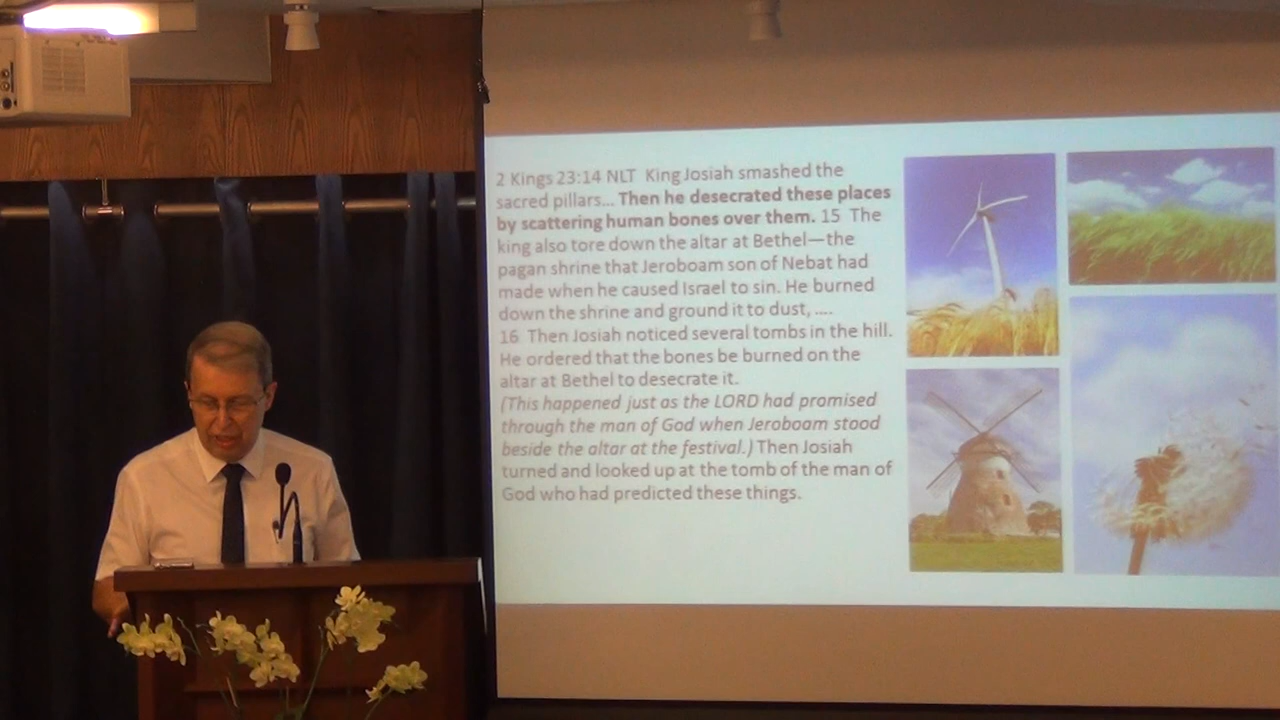 2 Kings 23:14 NLT King Josiah smashed the
sacred pillars... Then he desecrated these places
by scattering human bones over them. 15 The
king also tore down the altar at Bethel—the
pagan shrine that Jeroboam son of Nebat had
made when he caused Israel to sin. He burned
down the shrine and ground it to dust, ....
16 Then Josiah noticed several tombs in the hill.
He ordered that the bones be burned on the
altar at Bethel to desecrate it.
(This happened just as the LORD had promised
through the man of God when Jeroboam stood
beside the altar at the festival.) Then Josiah
turned and looked up at the tomb of the man of
God who had predicted these things.